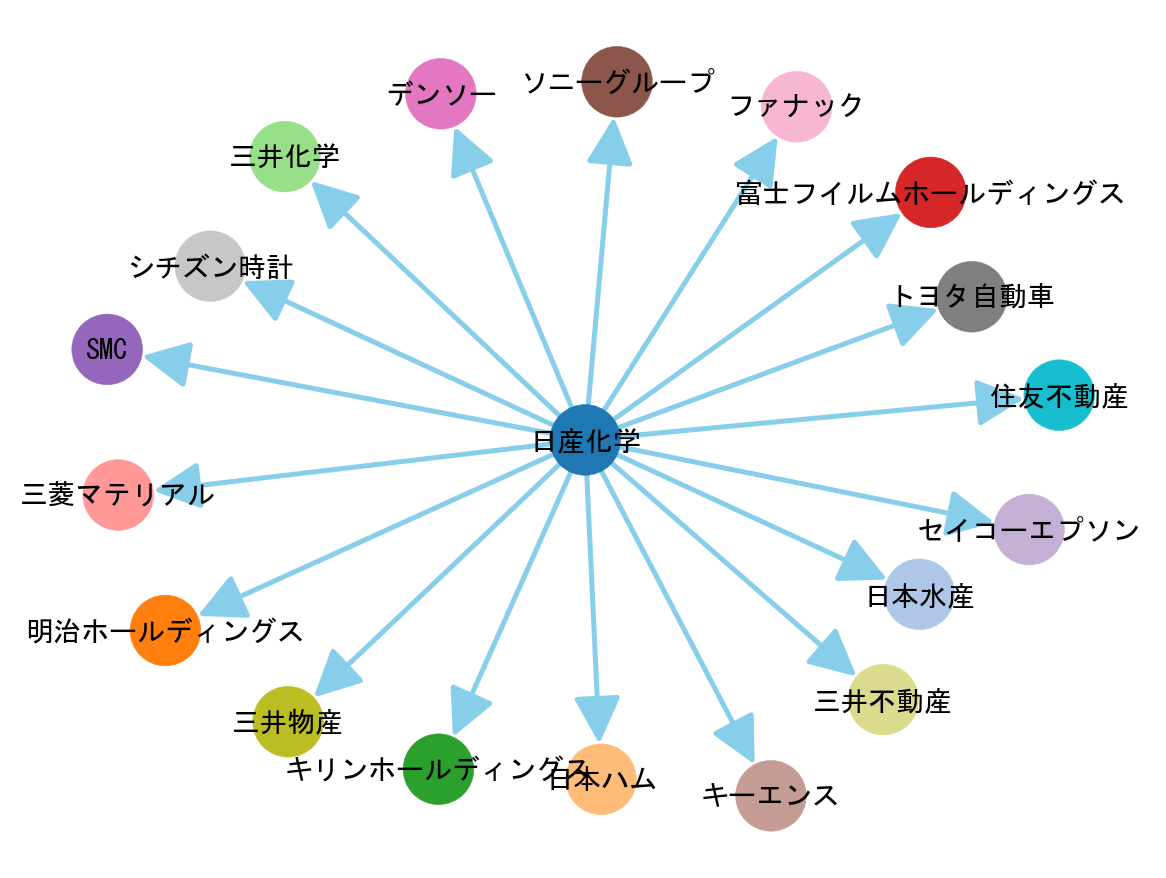 ソニーグループ
デンソー
ファナック
三井化学
富士フイルムホールディングス
シチズン時計
トヨタ自動車
SMC
住友不動産
日産化学
三菱マテリアル
セイコーエプソン
日本水産
明治ホールディングス
三井不動産
三井物産
キリンホールディングス
日本ハム
キーエンス